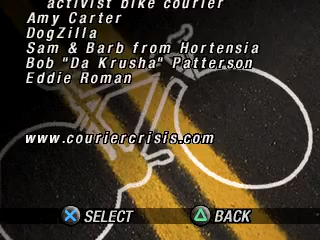 activist bike courier
Amy Carter
DogZilla
Sam & Barb from Hortensia
Bob "Da Krusha" Patterson
Eddie Roman
www.couriercrisis.com
SELECT BACK